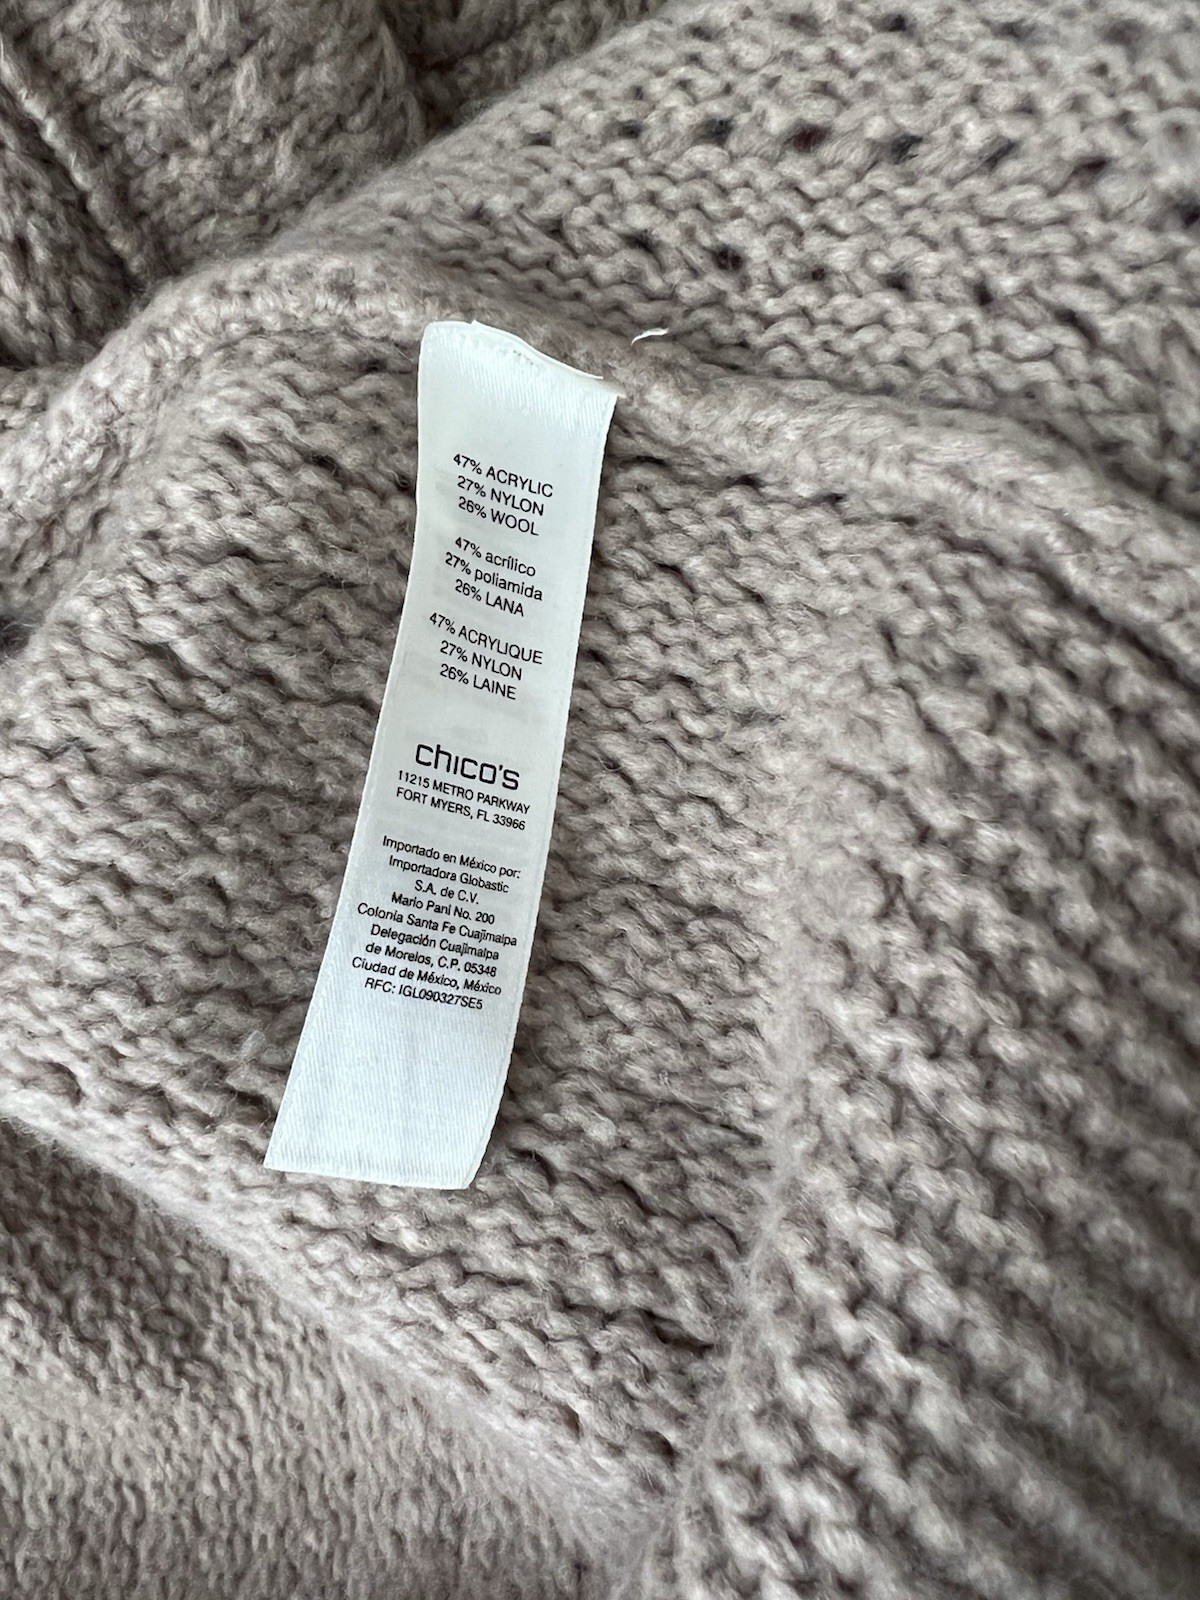 47% ACRYLIC
27% NYLON
26% WOOL
47% acrílico
27% poliamida
26% LANA
47% ACRYLIQUE
27% NYLON
26% LAINE
chico's
11215 METRO PARKWAY
FORT MYERS, FL 33966
Importado en México por:
Importadora Globastic
S.A. de C.V.
Mario Pani No. 200
Colonia Santa Fe Cuajimalpa
Delegación Cuajimalpa
de Morelos, C.P. 05348
Ciudad de México, México
RFC: IGL090327SE5